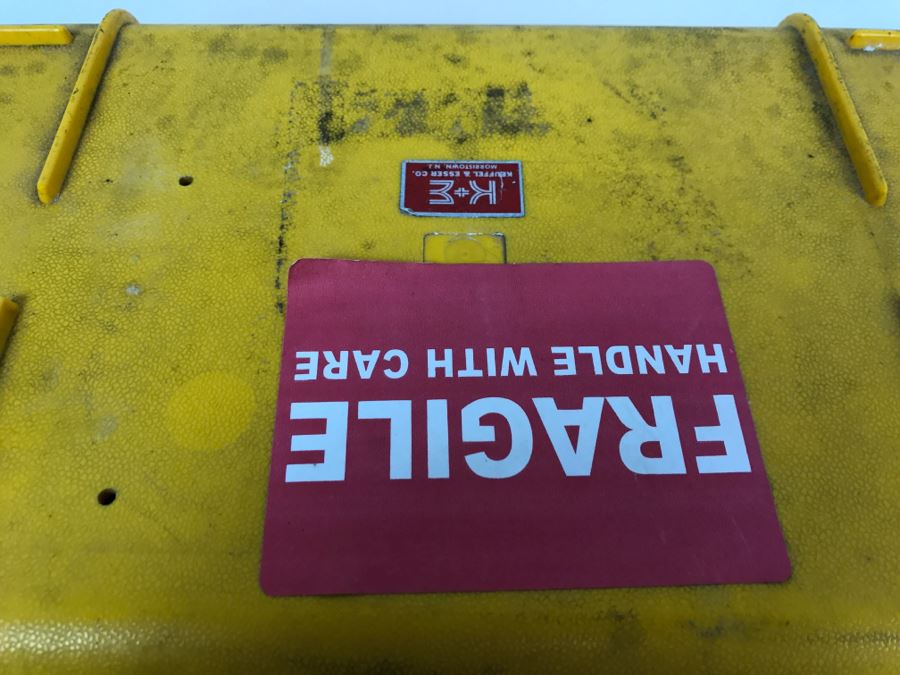 FRAGILE
HANDLE WITH CARE
K+E
KEUFFEL & ESSER CO.
MORRISTOWN, N.J.